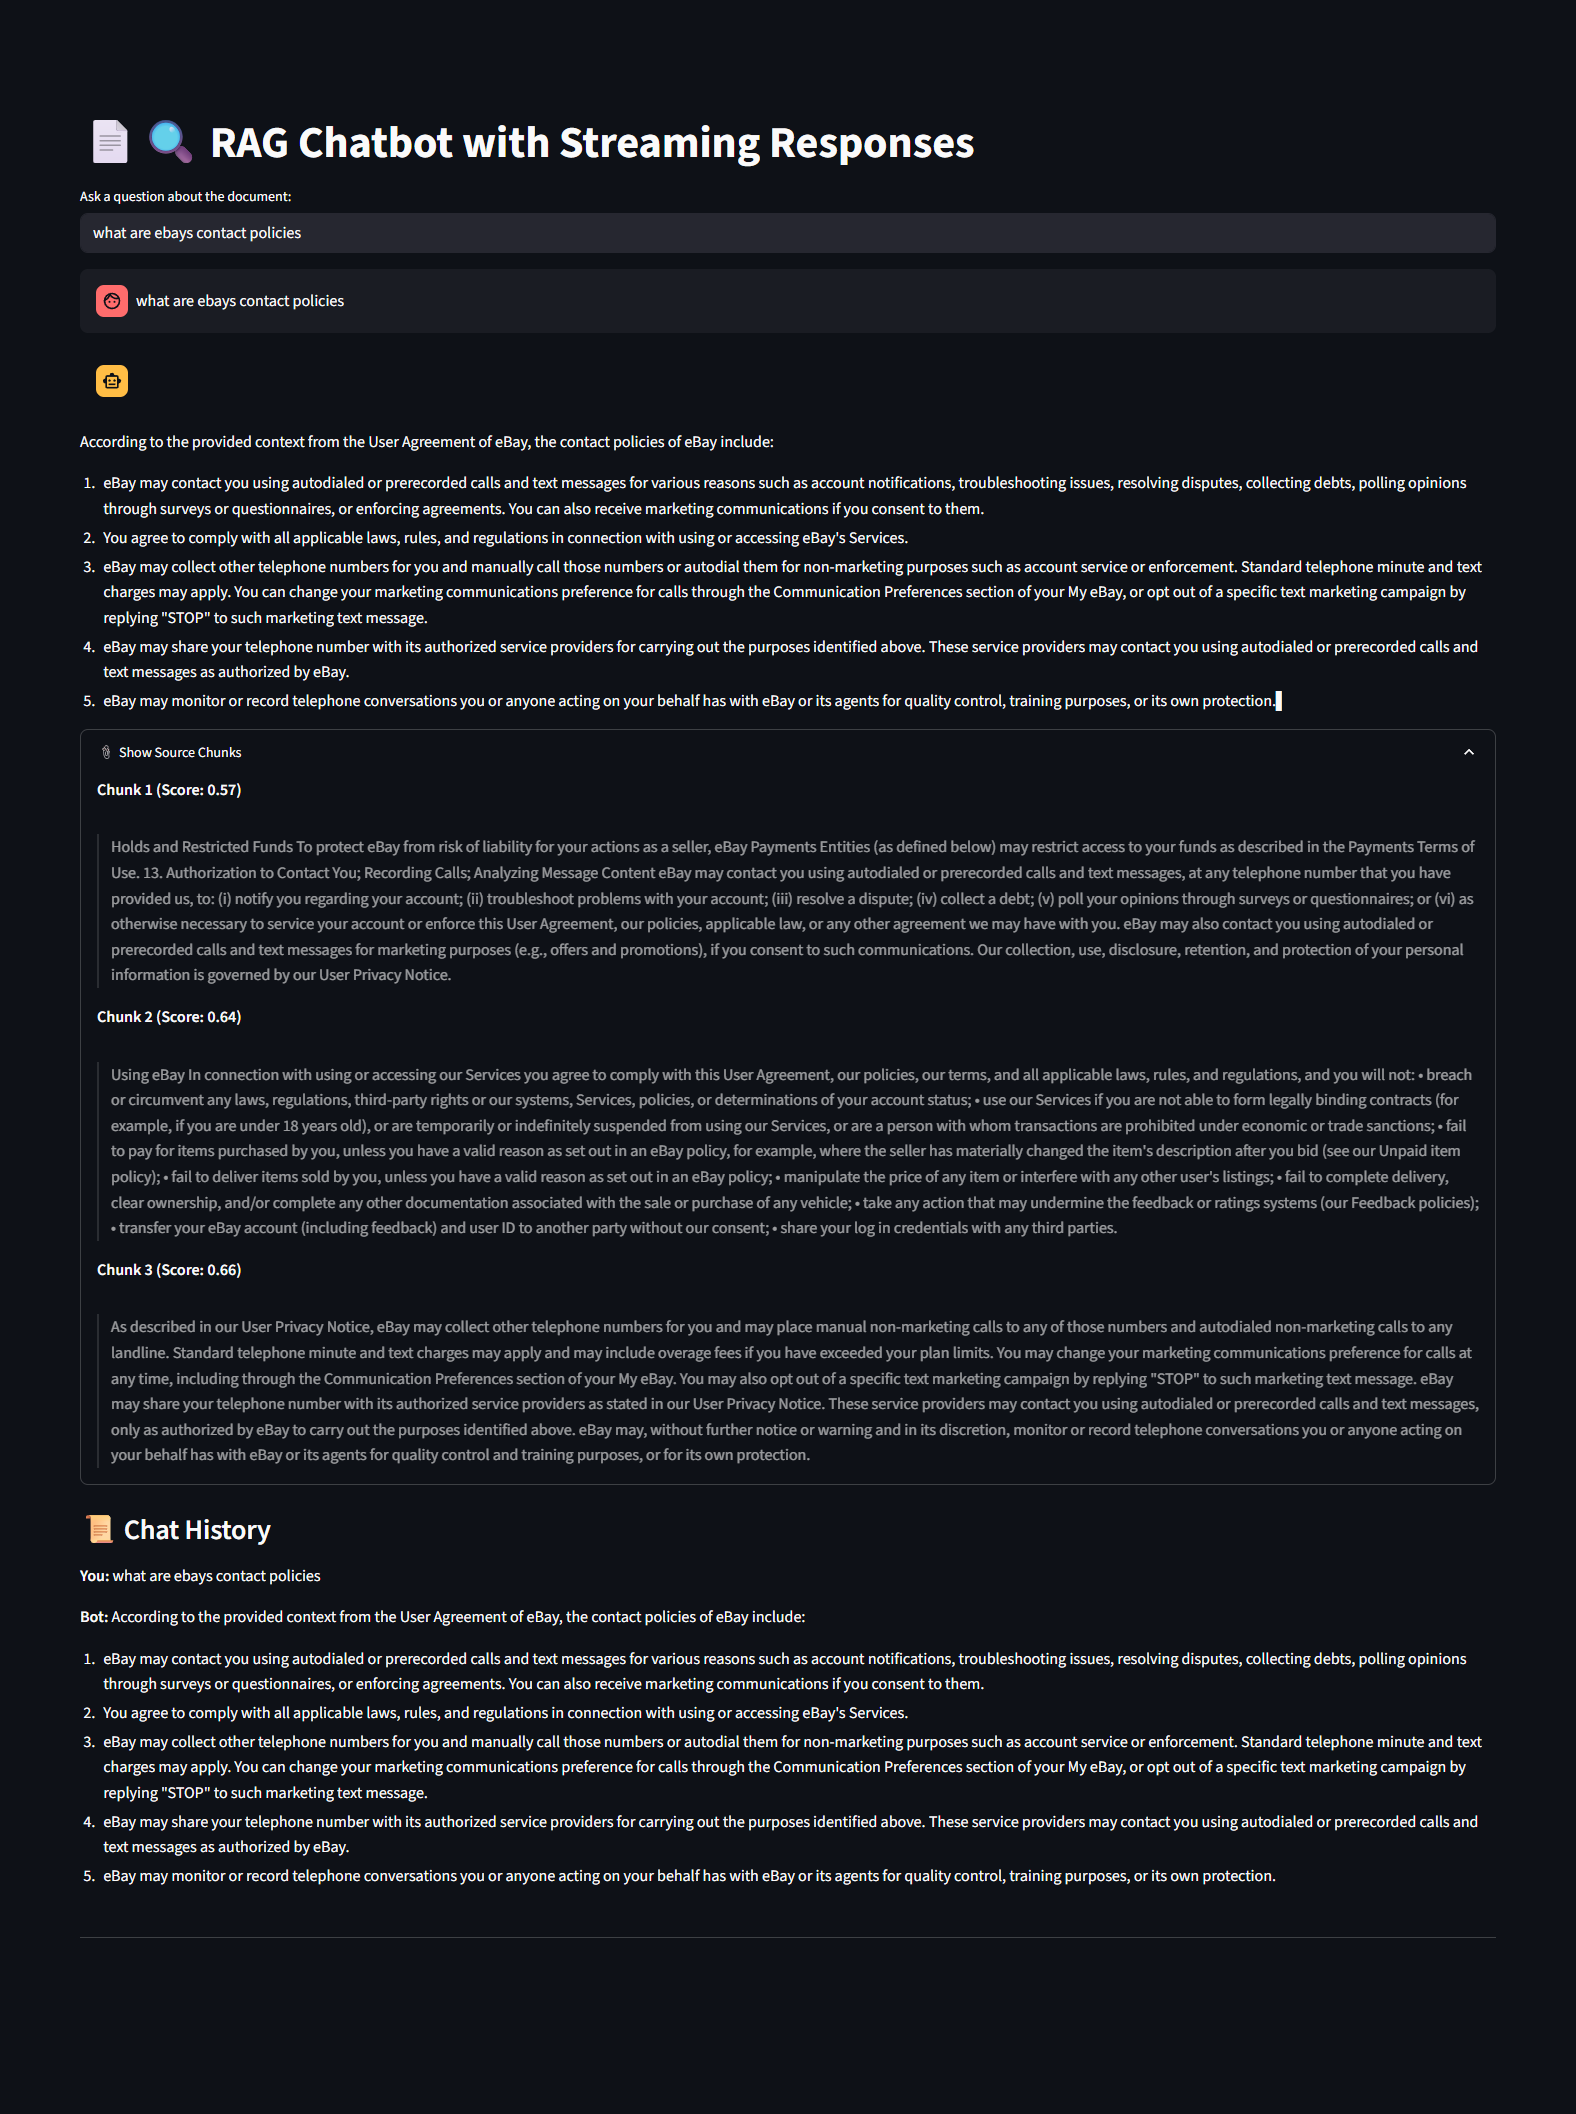 RAG Chatbot with Streaming Responses
Ask a question about the document:
what are ebays contact policies
what are ebays contact policies
According to the provided context from the User Agreement of eBay, the contact policies of eBay include:
1. eBay may contact you using autodialed or prerecorded calls and text messages for various reasons such as account notifications, troubleshooting issues, resolving disputes, collecting debts, polling opinions
through surveys or questionnaires, or enforcing agreements. You can also receive marketing communications if you consent to them.
2. You agree to comply with all applicable laws, rules, and regulations in connection with using or accessing eBay's Services.
3. eBay may collect other telephone numbers for you and manually call those numbers or autodial them for non-marketing purposes such as account service or enforcement. Standard telephone minute and text
charges may apply. You can change your marketing communications preference for calls through the Communication Preferences section of your My eBay, or opt out of a specific text marketing campaign by
replying "STOP" to such marketing text message.
4. eBay may share your telephone number with its authorized service providers for carrying out the purposes identified above. These service providers may contact you using autodialed or prerecorded calls and
text messages as authorized by eBay.
5. eBay may monitor or record telephone conversations you or anyone acting on your behalf has with eBay or its agents for quality control, training purposes, or its own protection.
Show Source Chunks
Chunk 1 (Score: 0.57)
Holds and Restricted Funds To protect eBay from risk of liability for your actions as a seller, eBay Payments Entities (as defined below) may restrict access to your funds as described in the Payments Terms of
Use. 13. Authorization to Contact You; Recording Calls; Analyzing Message Content eBay may contact you using autodialed or prerecorded calls and text messages, at any telephone number that you have
provided us, to: (i) notify you regarding your account; (ii) troubleshoot problems with your account; (iii) resolve a dispute; (iv) collect a debt; (v) poll your opinions through surveys or questionnaires; or (vi) as
otherwise necessary to service your account or enforce this User Agreement, our policies, applicable law, or any other agreement we may have with you. eBay may also contact you using autodialed or
prerecorded calls and text messages for marketing purposes (e.g., offers and promotions), if you consent to such communications. Our collection, use, disclosure, retention, and protection of your personal
information is governed by our User Privacy Notice.
Chunk 2 (Score: 0.64)
Using eBay In connection with using or accessing our Services you agree to comply with this User Agreement, our policies, our terms, and all applicable laws, rules, and regulations, and you will not: • breach
or circumvent any laws, regulations, third-party rights or our systems, Services, policies, or determinations of your account status; • use our Services if you are not able to form legally binding contracts (for
example, if you are under 18 years old), or are temporarily or indefinitely suspended from using our Services, or are a person with whom transactions are prohibited under economic or trade sanctions; • fail
to pay for items purchased by you, unless you have a valid reason as set out in an eBay policy, for example, where the seller has materially changed the item's description after you bid (see our Unpaid item
policy); • fail to deliver items sold by you, unless you have a valid reason as set out in an eBay policy; • manipulate the price of any item or interfere with any other user's listings; • fail to complete delivery,
clear ownership, and/or complete any other documentation associated with the sale or purchase of any vehicle; • take any action that may undermine the feedback or ratings systems (our Feedback policies);
• transfer your eBay account (including feedback) and user ID to another party without our consent; • share your log in credentials with any third parties.
Chunk 3 (Score: 0.66)
As described in our User Privacy Notice, eBay may collect other telephone numbers for you and may place manual non-marketing calls to any of those numbers and autodialed non-marketing calls to any
landline. Standard telephone minute and text charges may apply and may include overage fees if you have exceeded your plan limits. You may change your marketing communications preference for calls at
any time, including through the Communication Preferences section of your My eBay. You may also opt out of a specific text marketing campaign by replying "STOP" to such marketing text message. eBay
may share your telephone number with its authorized service providers as stated in our User Privacy Notice. These service providers may contact you using autodialed or prerecorded calls and text messages,
only as authorized by eBay to carry out the purposes identified above. eBay may, without further notice or warning and in its discretion, monitor or record telephone conversations you or anyone acting on
your behalf has with eBay or its agents for quality control and training purposes, or for its own protection.
Chat History
You: what are ebays contact policies
Bot: According to the provided context from the User Agreement of eBay, the contact policies of eBay include:
1. eBay may contact you using autodialed or prerecorded calls and text messages for various reasons such as account notifications, troubleshooting issues, resolving disputes, collecting debts, polling opinions
through surveys or questionnaires, or enforcing agreements. You can also receive marketing communications if you consent to them.
2. You agree to comply with all applicable laws, rules, and regulations in connection with using or accessing eBay's Services.
3. eBay may collect other telephone numbers for you and manually call those numbers or autodial them for non-marketing purposes such as account service or enforcement. Standard telephone minute and text
charges may apply. You can change your marketing communications preference for calls through the Communication Preferences section of your My eBay, or opt out of a specific text marketing campaign by
replying "STOP" to such marketing text message.
4. eBay may share your telephone number with its authorized service providers for carrying out the purposes identified above. These service providers may contact you using autodialed or prerecorded calls and
text messages as authorized by eBay.
5. eBay may monitor or record telephone conversations you or anyone acting on your behalf has with eBay or its agents for quality control, training purposes, or its own protection.